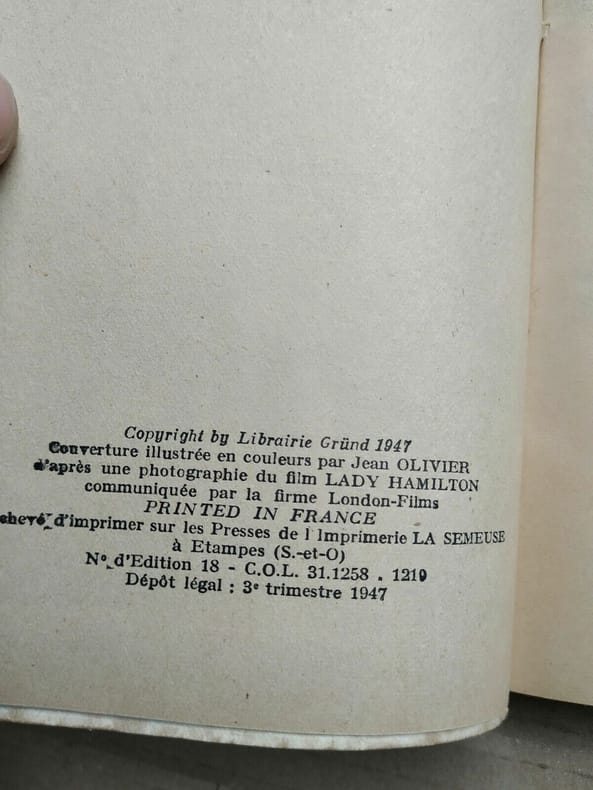 Copyright by Librairie Gründ 1947
Couverture illustrée en couleurs par Jean OLIVIER
d'après une photographie du film LADY HAMILTON
communiquée par la firme London-Films
PRINTED IN FRANCE
chevé d'imprimer sur les Presses de l'Imprimerie LA SEMEUSE
à Etampes (S.-et-O)
N° d'Edition 18 - C.O.L. 31.1258 . 1210
Dépôt légal : 3e trimestre 1947